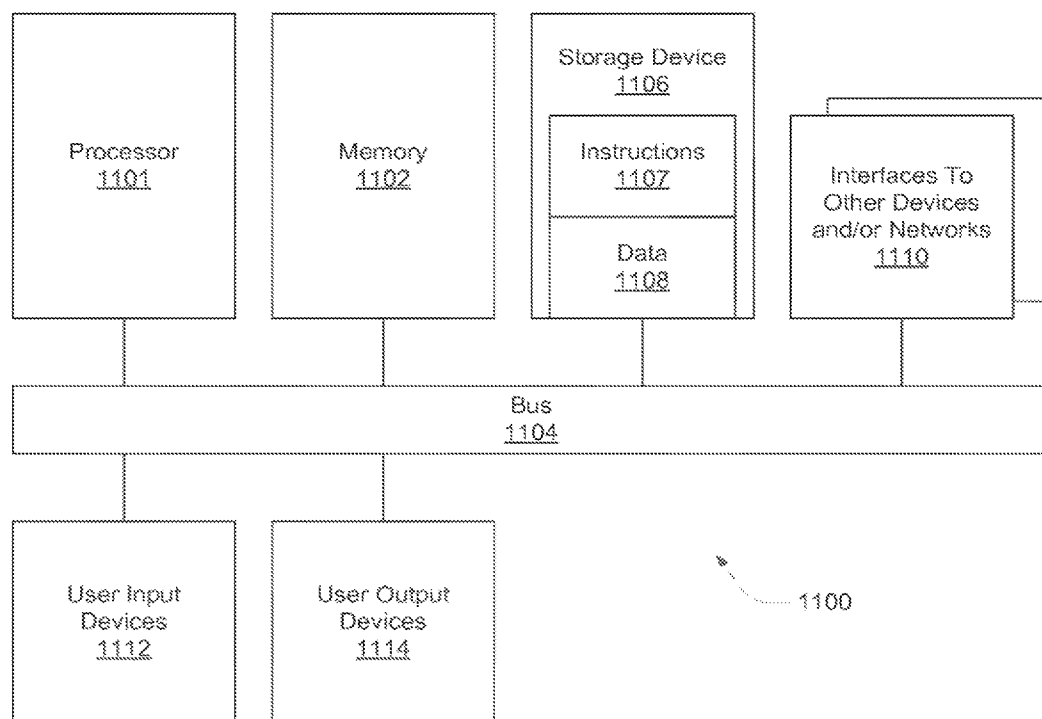 Processor
1101
Memory
1102
Storage Device
1106
Instructions
1107
Data
1108
Interfaces To
Other Devices
and/or Networks
1110
Bus
1104
User Input
Devices
1112
User Output
Devices
1114
1100